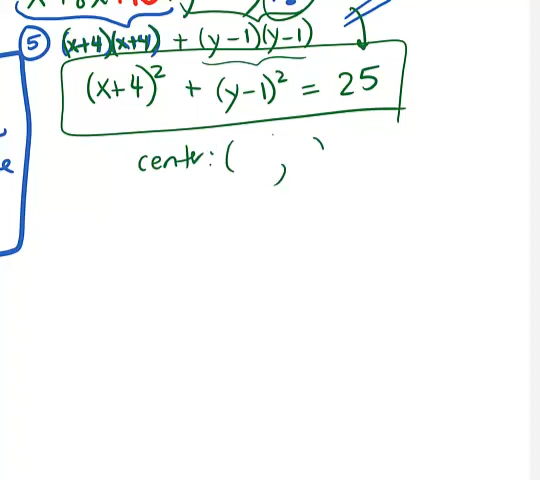 ⑤ (x+4)(x+4) + (y-1)(y-1)
(x+4)² + (y-1)² = 25
center: ( , )